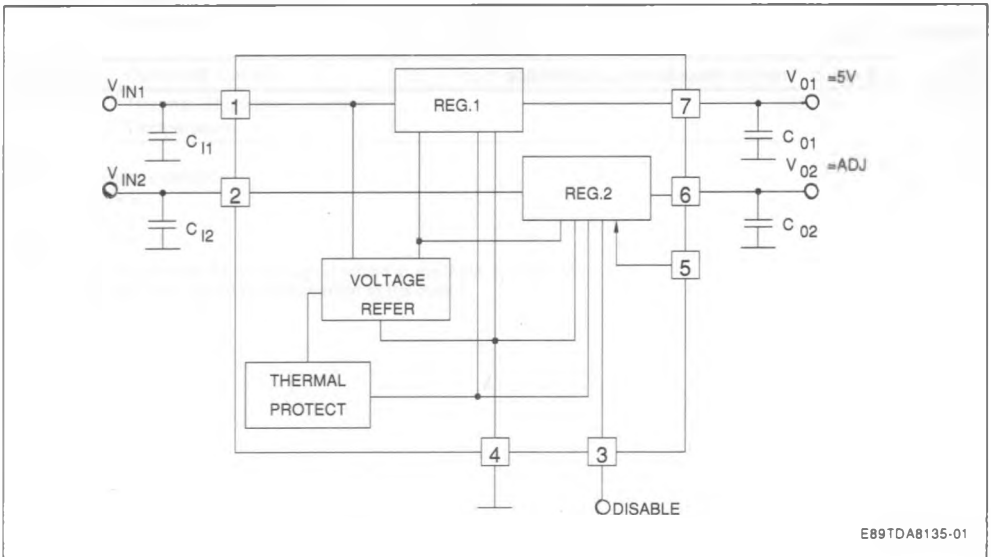 V IN1
1
REG.1
7
V 01 =5V
C I1
C 01
V IN2
2
REG.2
6
V 02 =ADJ
C I2
C 02
5
VOLTAGE
REFER
THERMAL
PROTECT
4
3
DISABLE
E89TDA8135-01